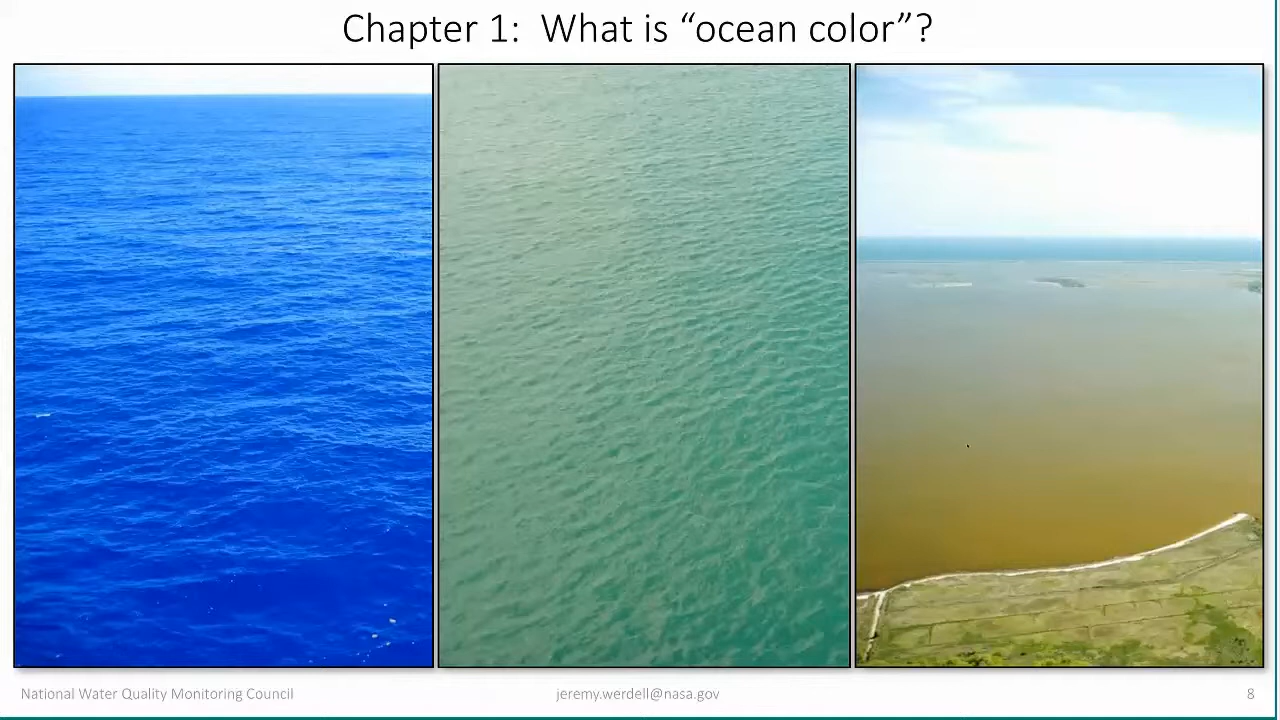 Chapter 1: What is “ocean color”?
National Water Quality Monitoring Council
jeremy.werdell@nasa.gov
8